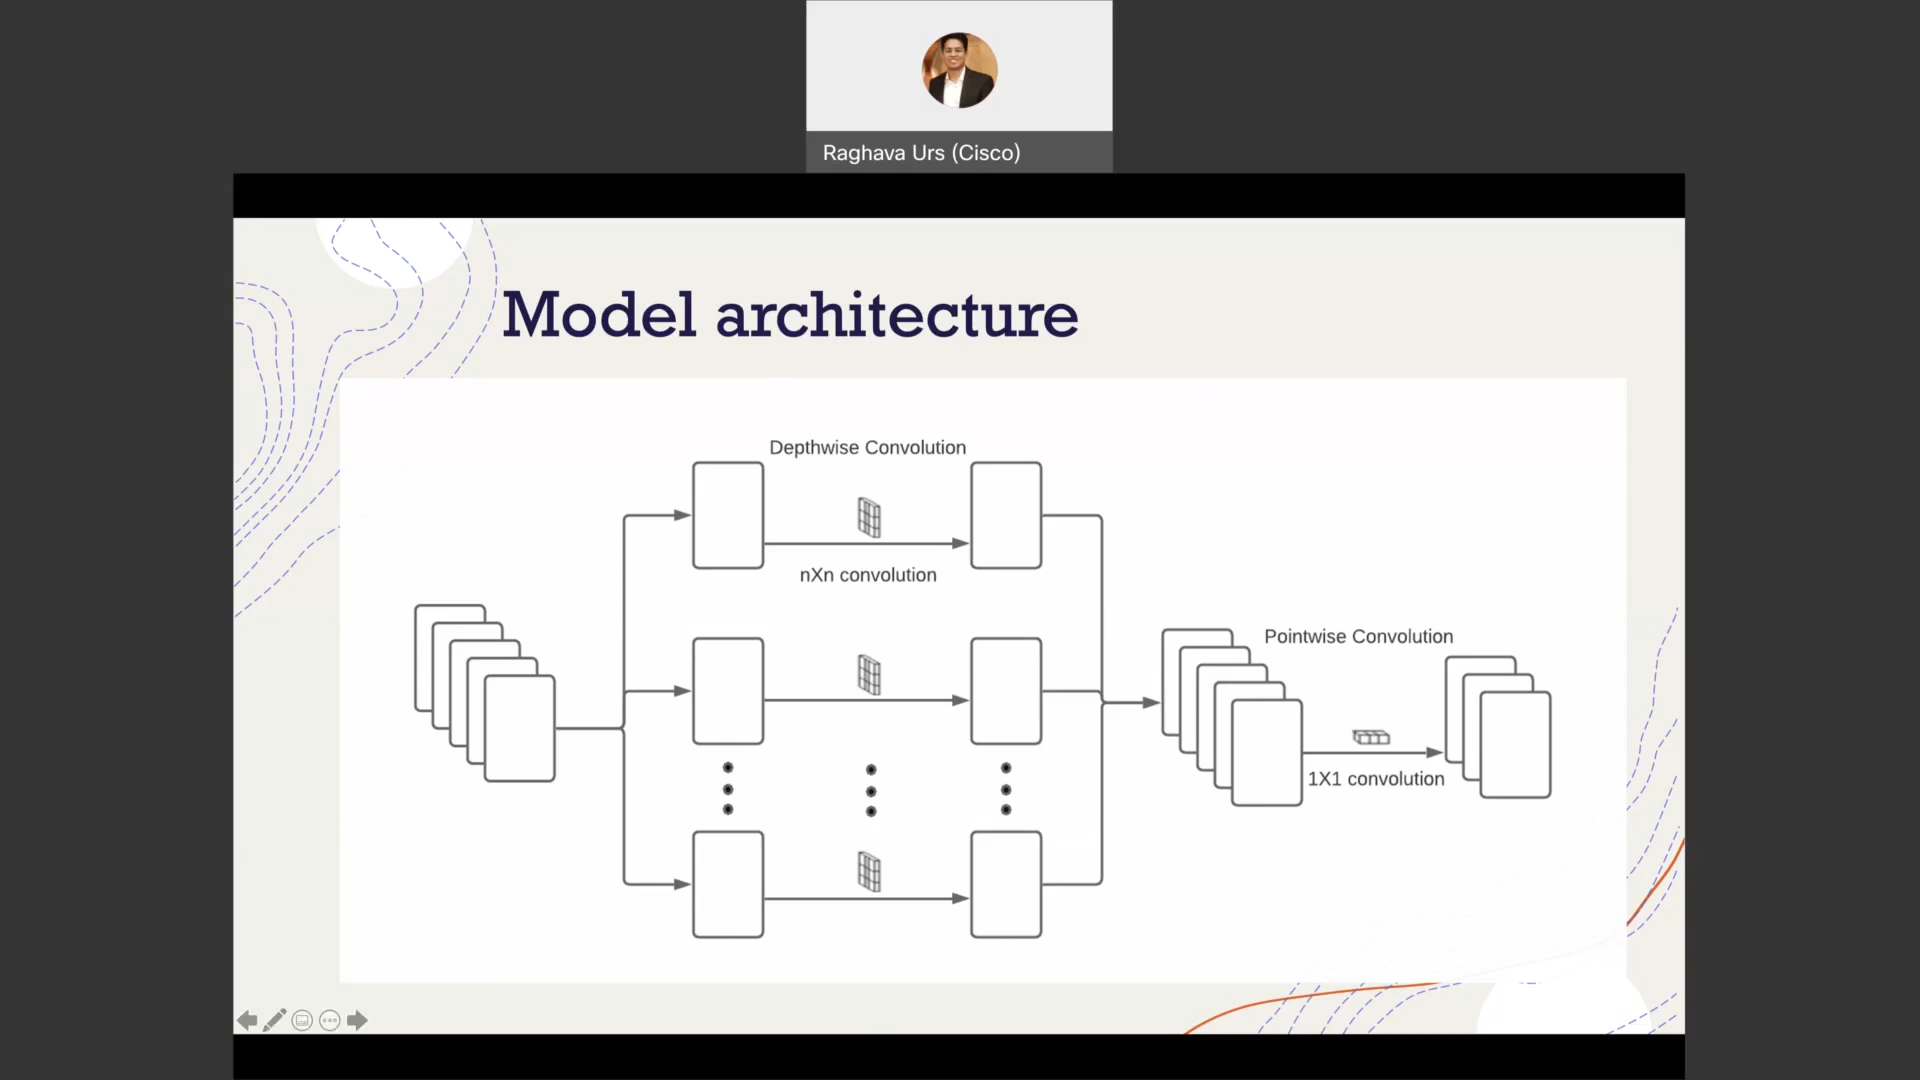 Raghava Urs (Cisco)
Model architecture
Depthwise Convolution
nXn convolution
Pointwise Convolution
1X1 convolution